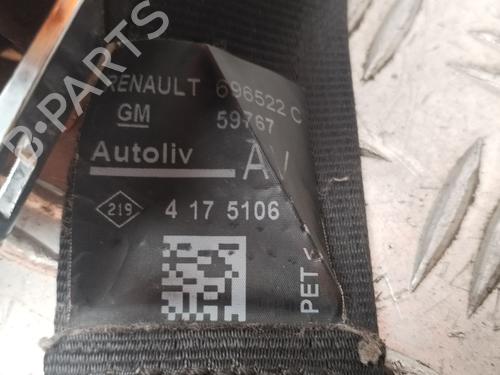 RENAULT 696522 C
GM 59767
Autoliv AV
219 4 17 5106
PET
B-PARTS